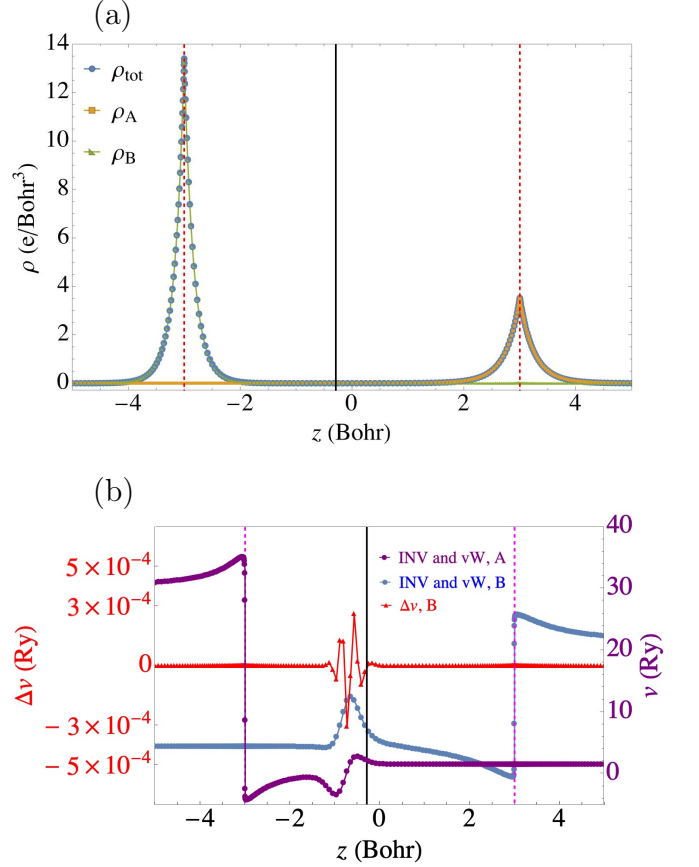 (a)
14
12
10
8
6
4
2
0
ρ (e/Bohr³)
ρtot
ρA
ρB
−4
−2
0
2
4
z (Bohr)
(b)
5×10⁻⁴
3×10⁻⁴
0
−3×10⁻⁴
−5×10⁻⁴
Δv (Ry)
INV and vW, A
INV and vW, B
Δv, B
40
30
20
10
0
v (Ry)
−4
−2
0
2
4
z (Bohr)